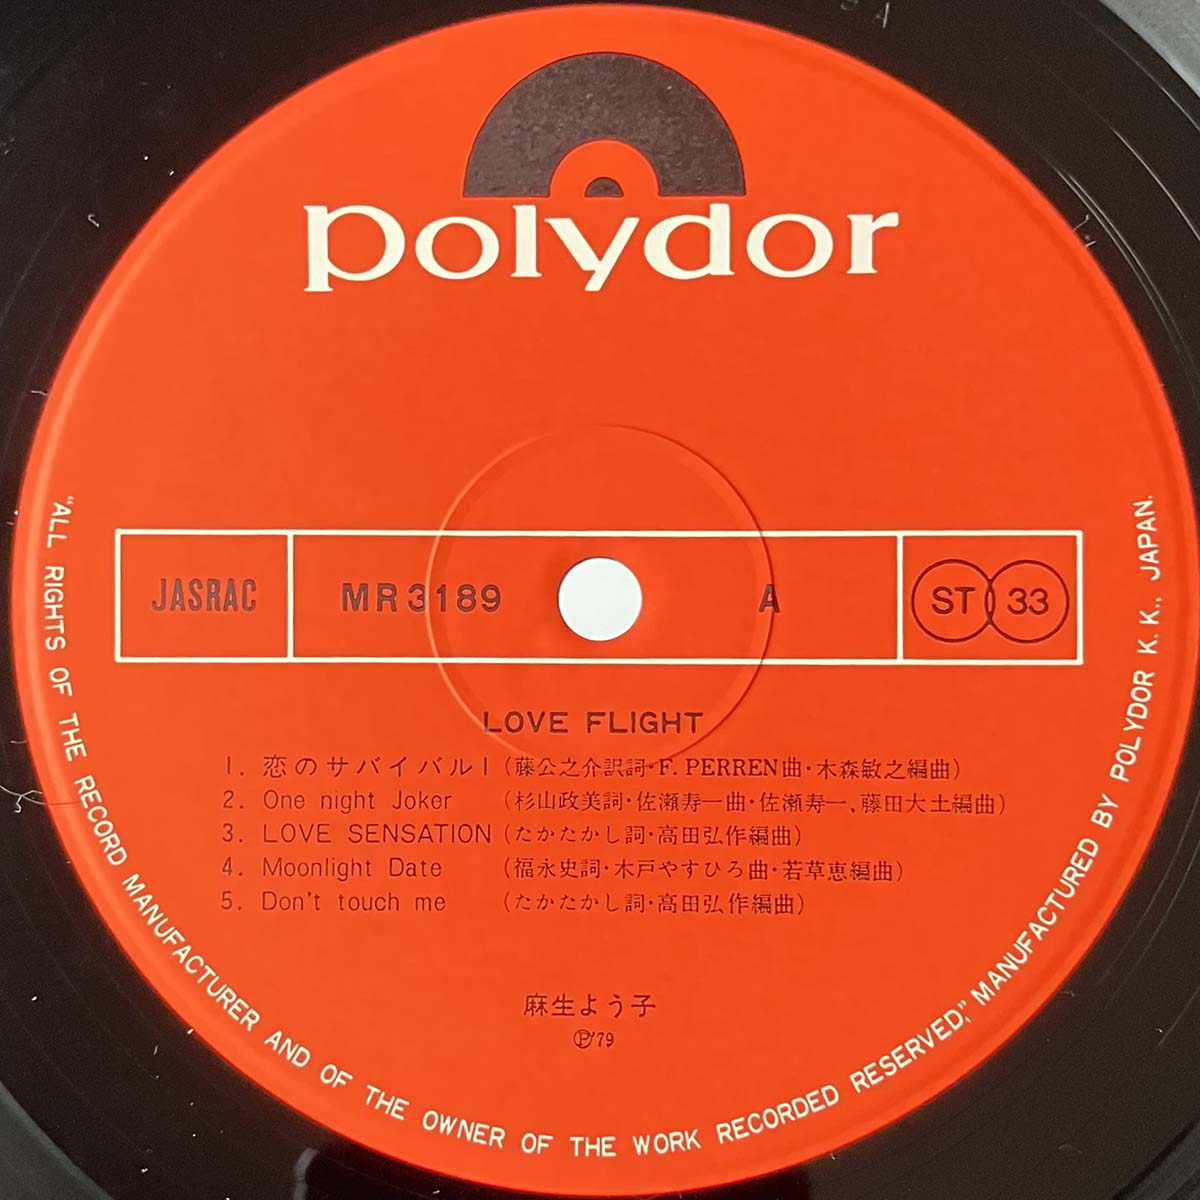 A
polydor
JASRAC MR 3189 A ST 33
LOVE FLIGHT
1. 恋のサバイバルI (藤公之介訳詞・F. PERREN曲・木森敏之編曲)
2. One night Joker (杉山政美詞・佐瀬寿一曲・佐瀬寿一、藤田大土編曲)
3. LOVE SENSATION (たかたかし詞・高田弘作編曲)
4. Moonlight Date (福永史詞・木戸やすひろ曲・若草恵編曲)
5. Don't touch me (たかたかし詞・高田弘作編曲)
麻生よう子
Ⓟ'79
"ALL RIGHTS OF THE RECORD MANUFACTURER AND OF THE OWNER OF THE WORK RECORDED RESERVED," MANUFACTURED BY POLYDOR K. K., JAPAN.